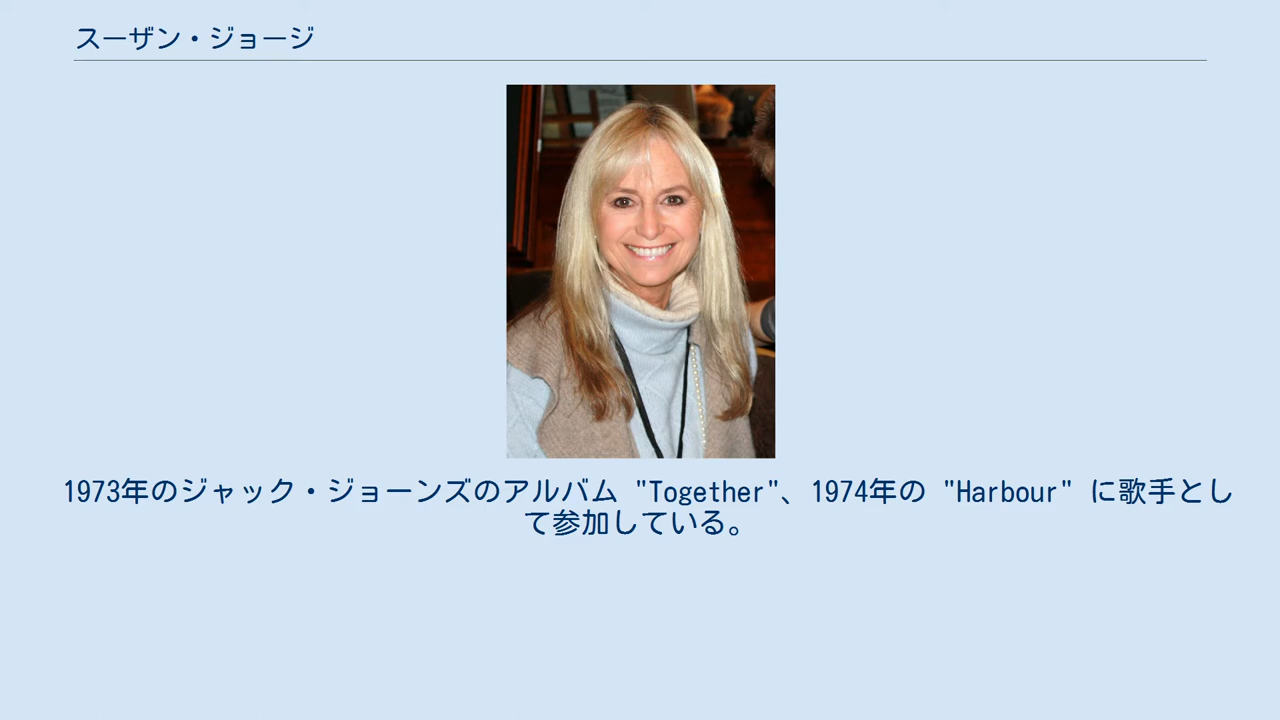 スーザン・ジョージ
1973年のジャック・ジョーンズのアルバム "Together"、1974年の "Harbour" に歌手とし
て参加している。